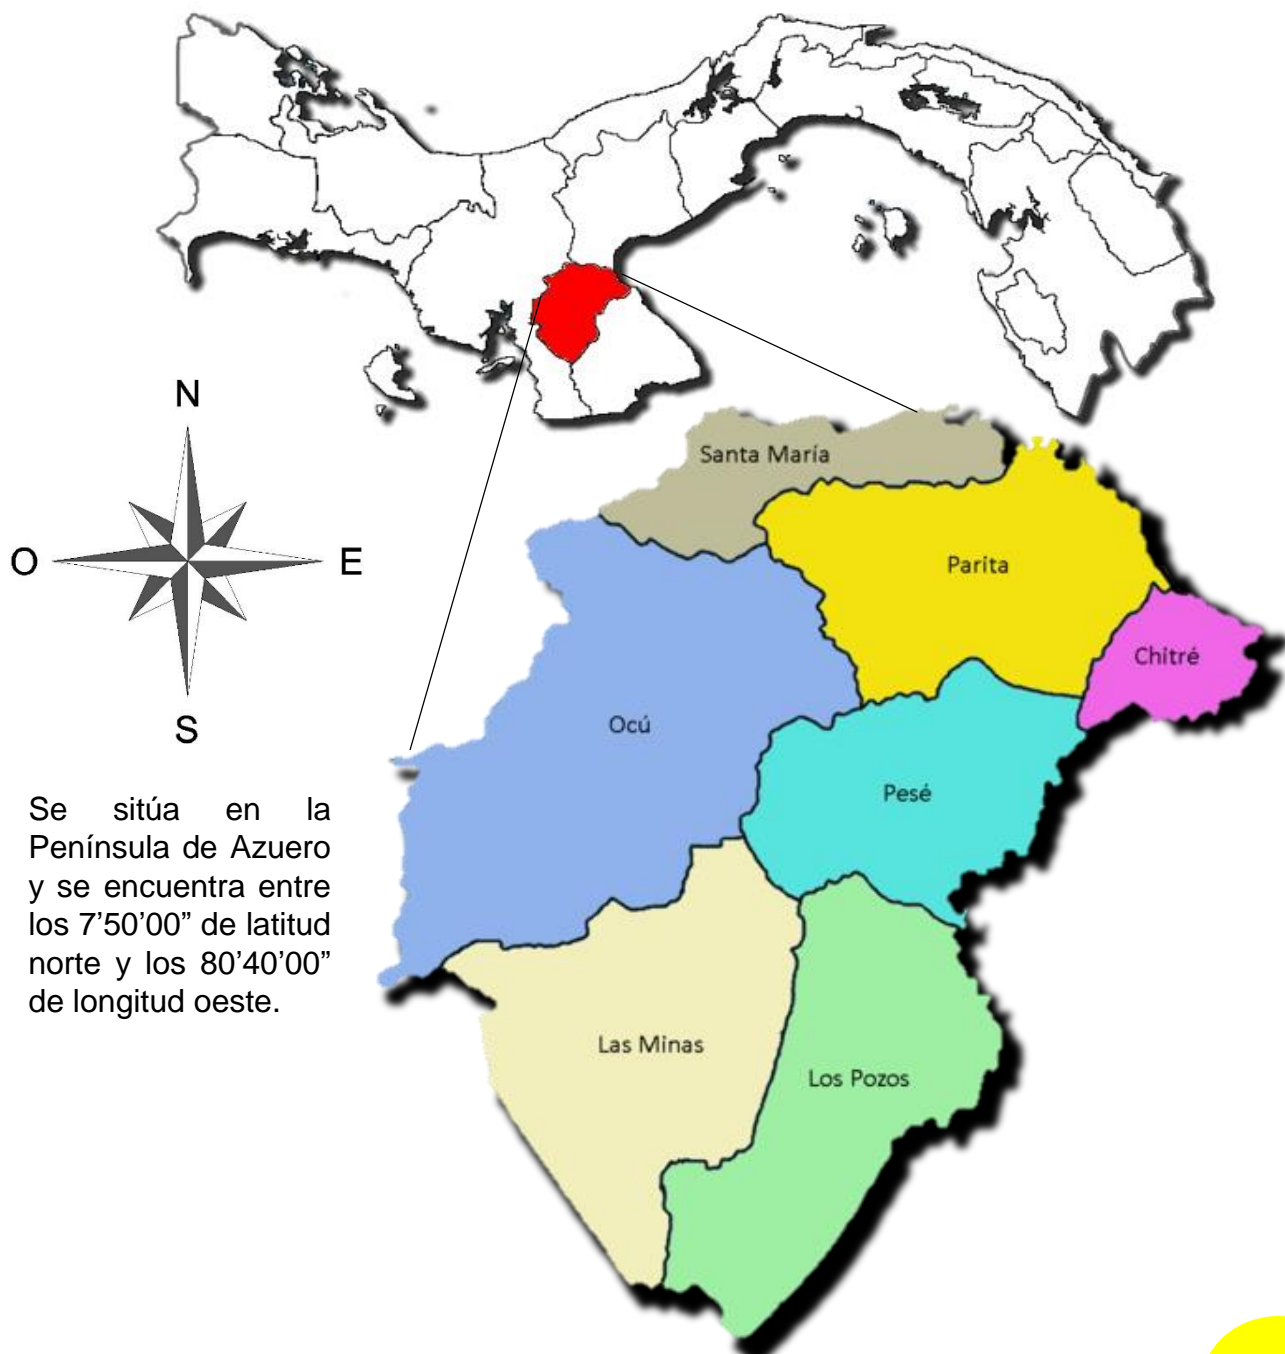 N
O
E
S
Santa María
Parita
Chitré
Ocú
Pesé
Las Minas
Los Pozos
Se sitúa en la
Península de Azuero
y se encuentra entre
los 7’50’00” de latitud
norte y los 80’40’00”
de longitud oeste.